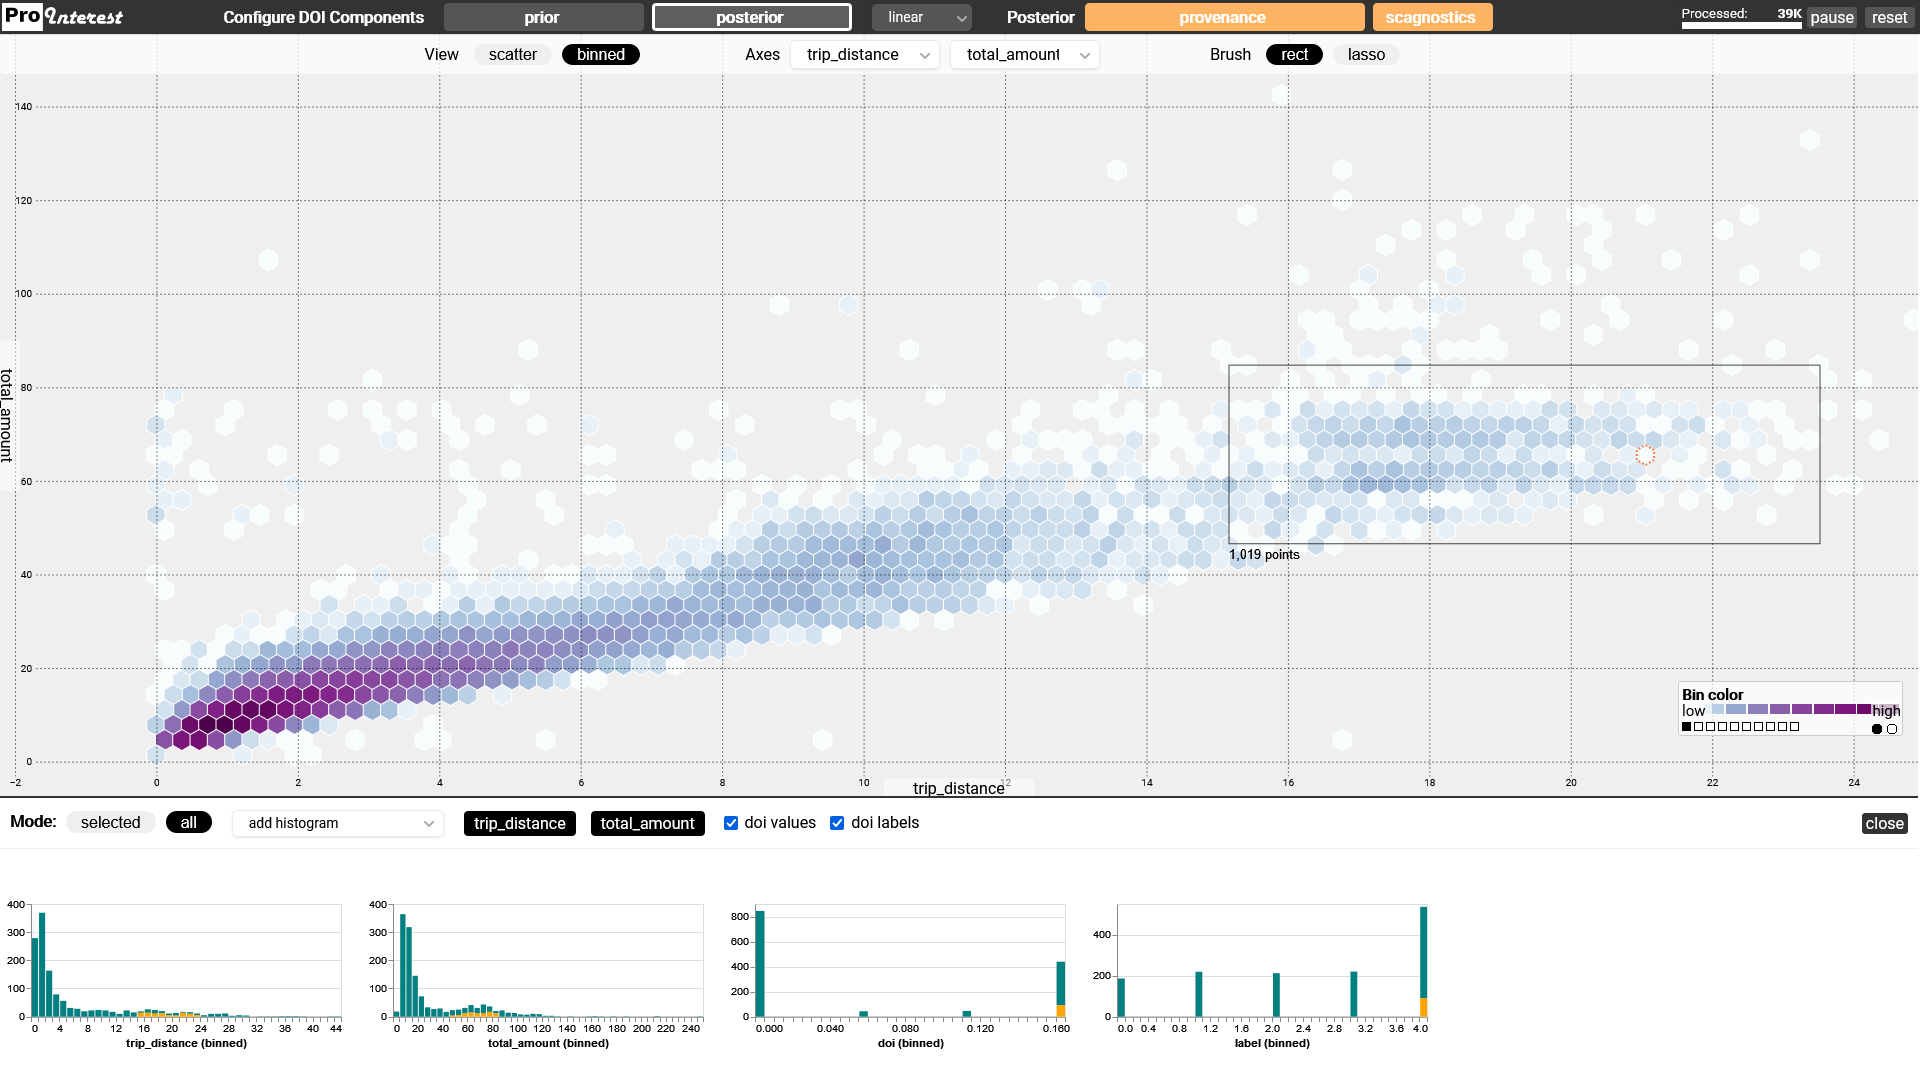 Pro Interest Configure DOI Components prior posterior linear Posterior provenance scagnostics Processed: 39K pause reset
View scatter binned Axes trip_distance total_amount Brush rect lasso
140
120
100
80
60
40
20
0
total_amount
1,019 points
Bin color
low high
−2 0 2 4 6 8 10 12 14 16 18 20 22 24
trip_distance
Mode: selected all add histogram trip_distance total_amount doi values doi labels close
400
300
200
100
0
0 4 8 12 16 20 24 28 32 36 40 44
trip_distance (binned)
400
300
200
100
0
0 20 40 60 80 100 120 140 160 180 200 220 240
total_amount (binned)
800
600
400
200
0
0.000 0.040 0.080 0.120 0.160
doi (binned)
400
200
0
0.0 0.4 0.8 1.2 1.6 2.0 2.4 2.8 3.2 3.6 4.0
label (binned)